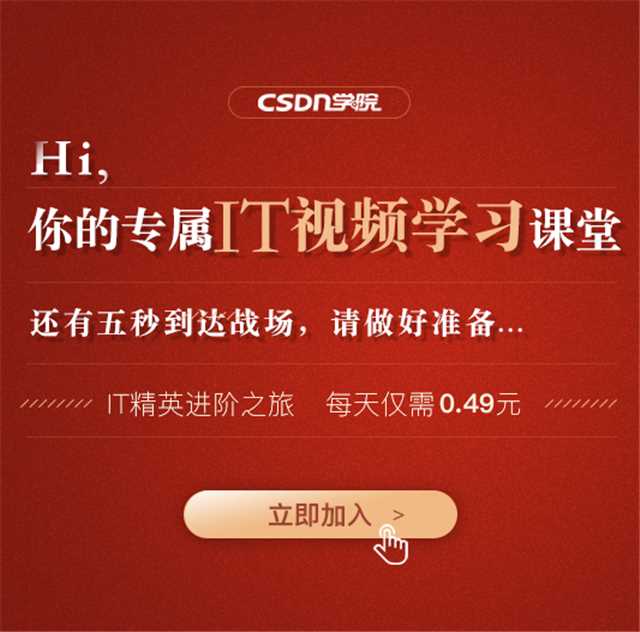 CSDN学院
Hi,
你的专属IT视频学习课堂
还有五秒到达战场，请做好准备...
IT精英进阶之旅 每天仅需0.49元
立即加入 >